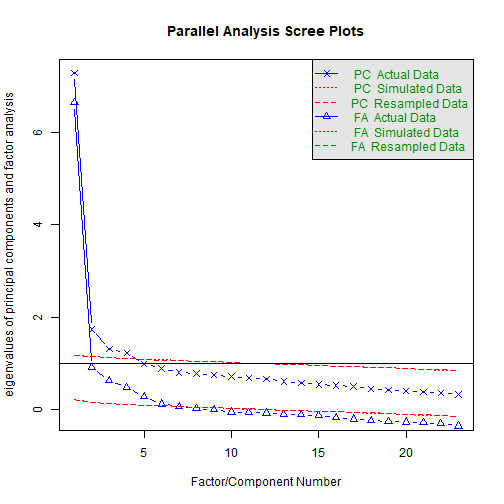 Parallel Analysis Scree Plots
eigenvalues of principal components and factor analysis
PC Actual Data
PC Simulated Data
PC Resampled Data
FA Actual Data
FA Simulated Data
FA Resampled Data
6
4
2
0
5
10
15
20
Factor/Component Number